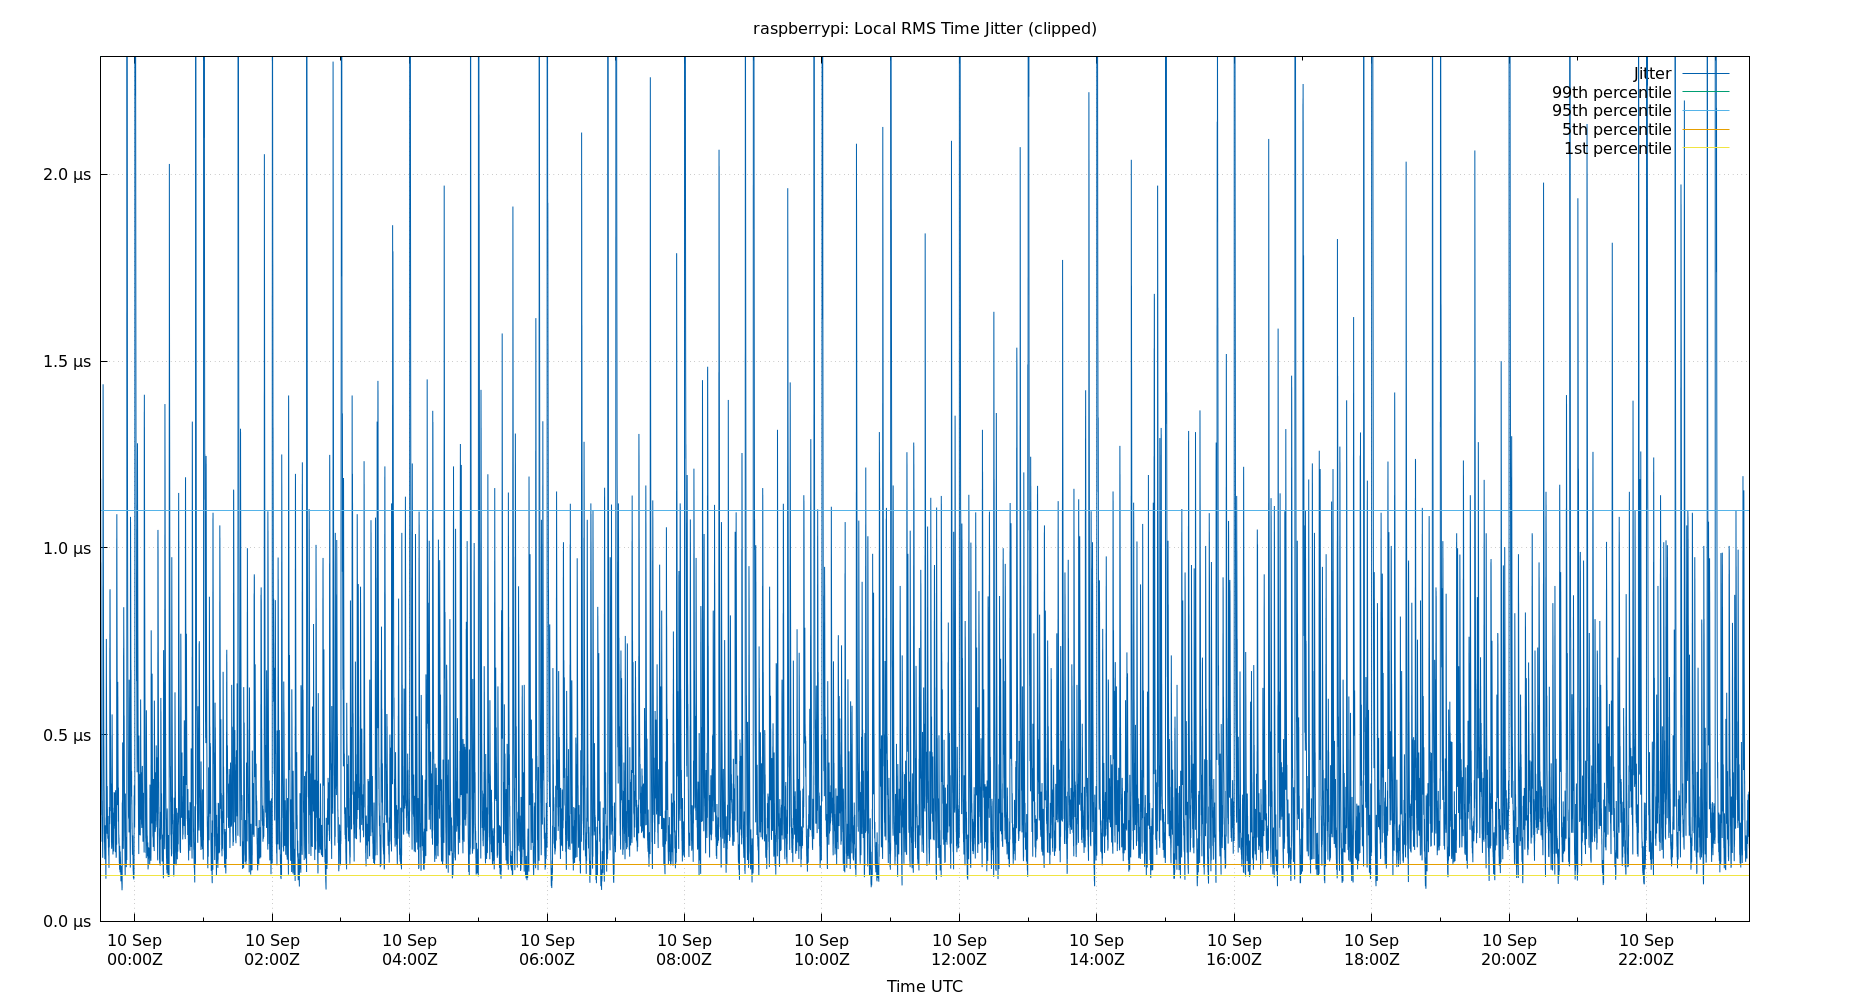 raspberrypi: Local RMS Time Jitter (clipped)
Jitter
99th percentile
95th percentile
5th percentile
1st percentile
2.0 μs
1.5 μs
1.0 μs
0.5 μs
0.0 μs
10 Sep 10 Sep 10 Sep 10 Sep 10 Sep 10 Sep 10 Sep 10 Sep 10 Sep 10 Sep 10 Sep 10 Sep
00:00Z 02:00Z 04:00Z 06:00Z 08:00Z 10:00Z 12:00Z 14:00Z 16:00Z 18:00Z 20:00Z 22:00Z
Time UTC